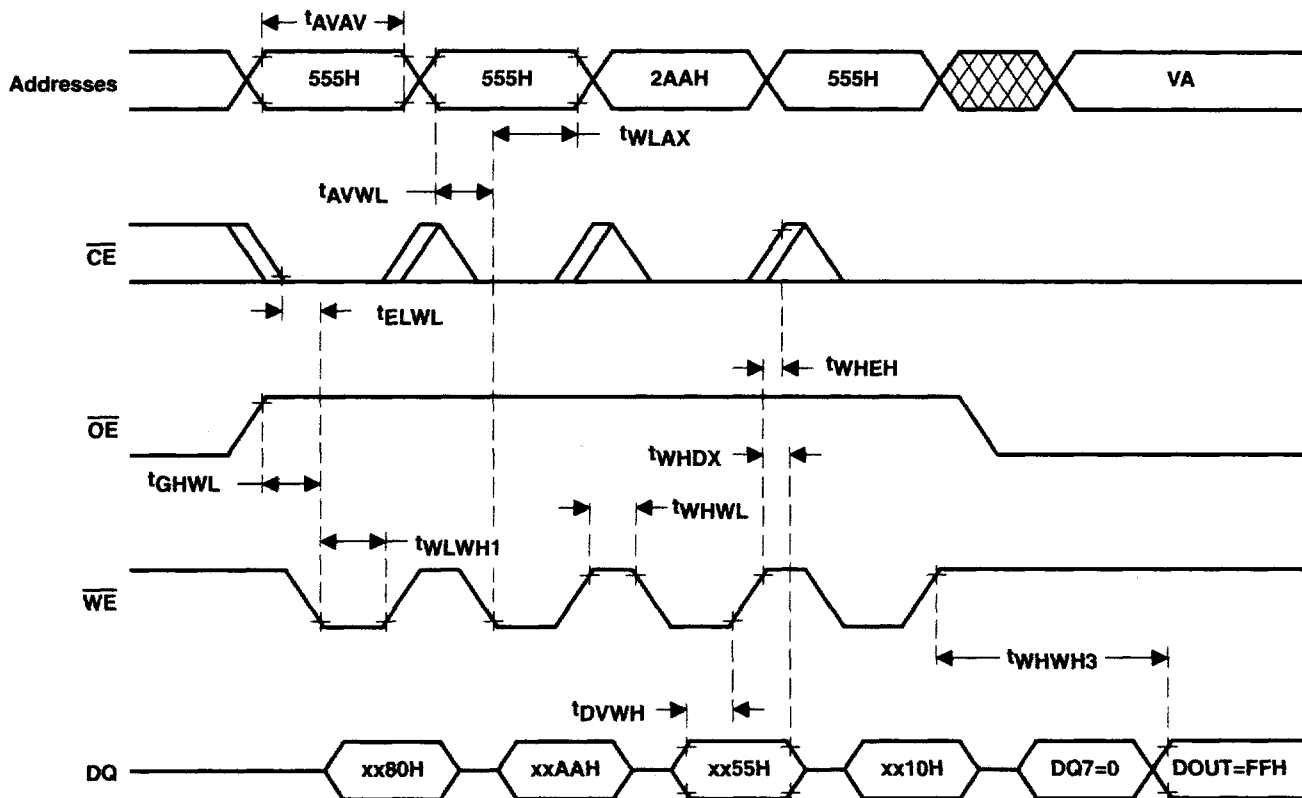 tAVAV
Addresses 555H 555H 2AAH 555H VA
tWLAX
tAVWL
CE
tELWL
tWHEH
OE
tWHDX
tGHWL
tWHWL
tWLWH1
WE
tWHWH3
tDVWH
DQ xx80H xxAAH xx55H xx10H DQ7=0 DOUT=FFH